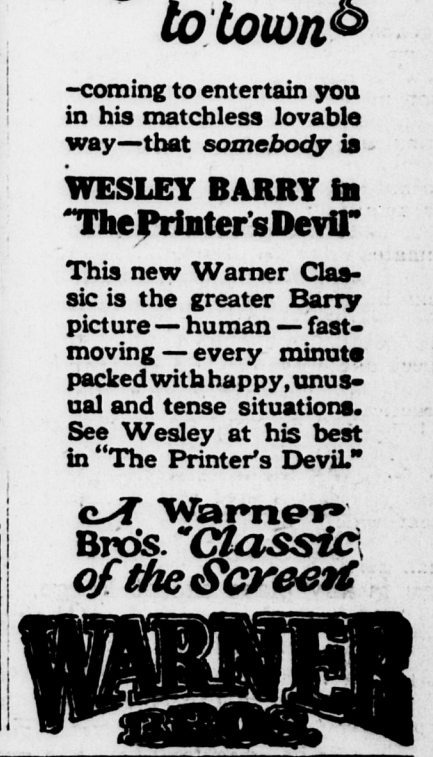 to town
-coming to entertain you
in his matchless lovable
way—that somebody is
WESLEY BARRY in
"The Printer's Devil"
This new Warner Clas-
sic is the greater Barry
picture — human — fast-
moving — every minute
packed with happy, unus-
ual and tense situations.
See Wesley at his best
in "The Printer's Devil."
A Warner
Bros. "Classic
of the Screen"
WARNER
BROS.